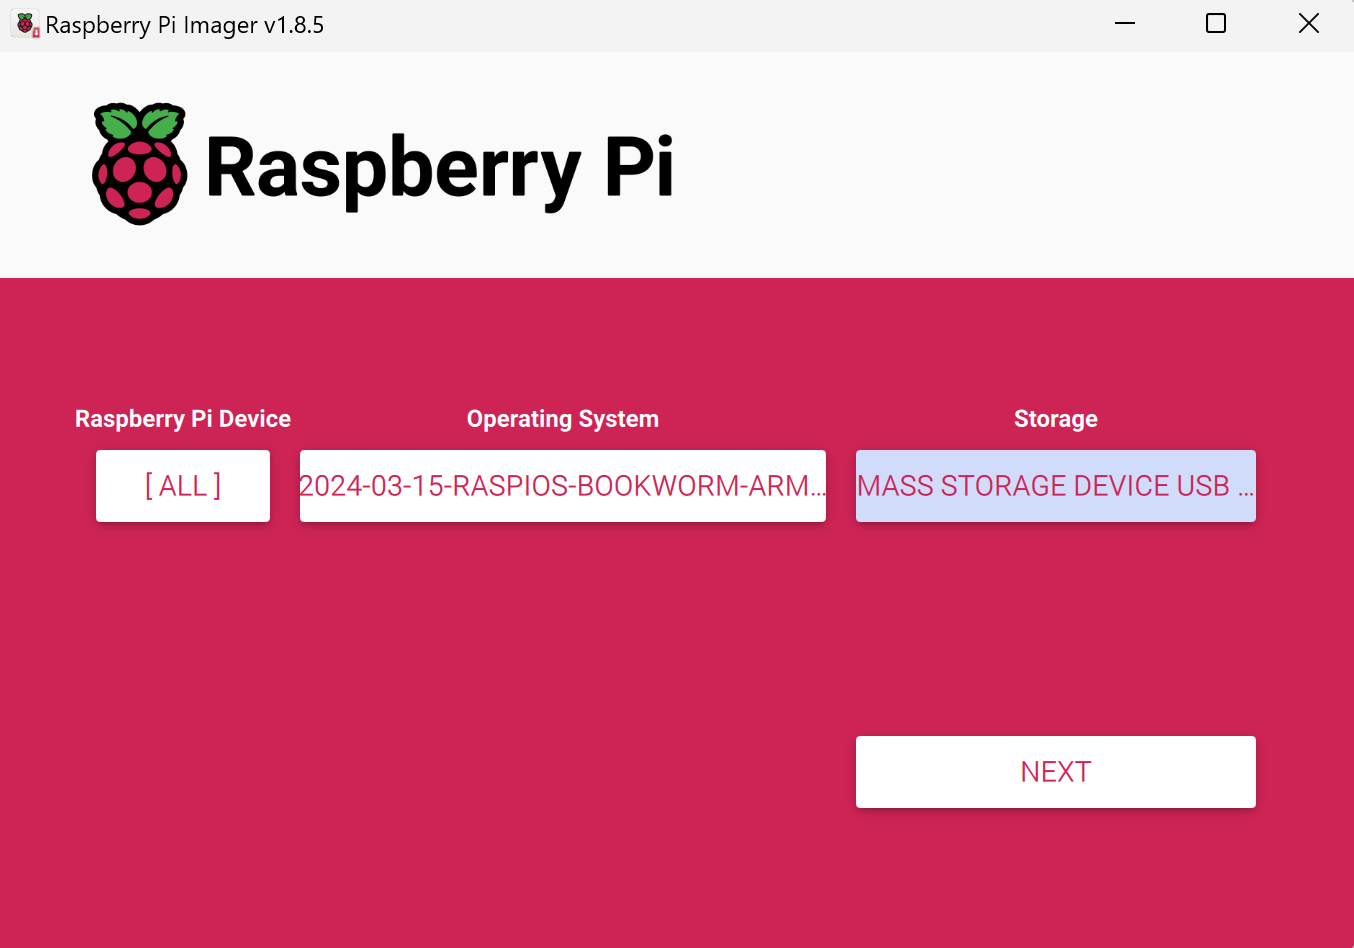 Raspberry Pi Imager v1.8.5
Raspberry Pi
Raspberry Pi Device
Operating System
Storage
[ ALL ]
2024-03-15-RASPIOS-BOOKWORM-ARM...
MASS STORAGE DEVICE USB ...
NEXT